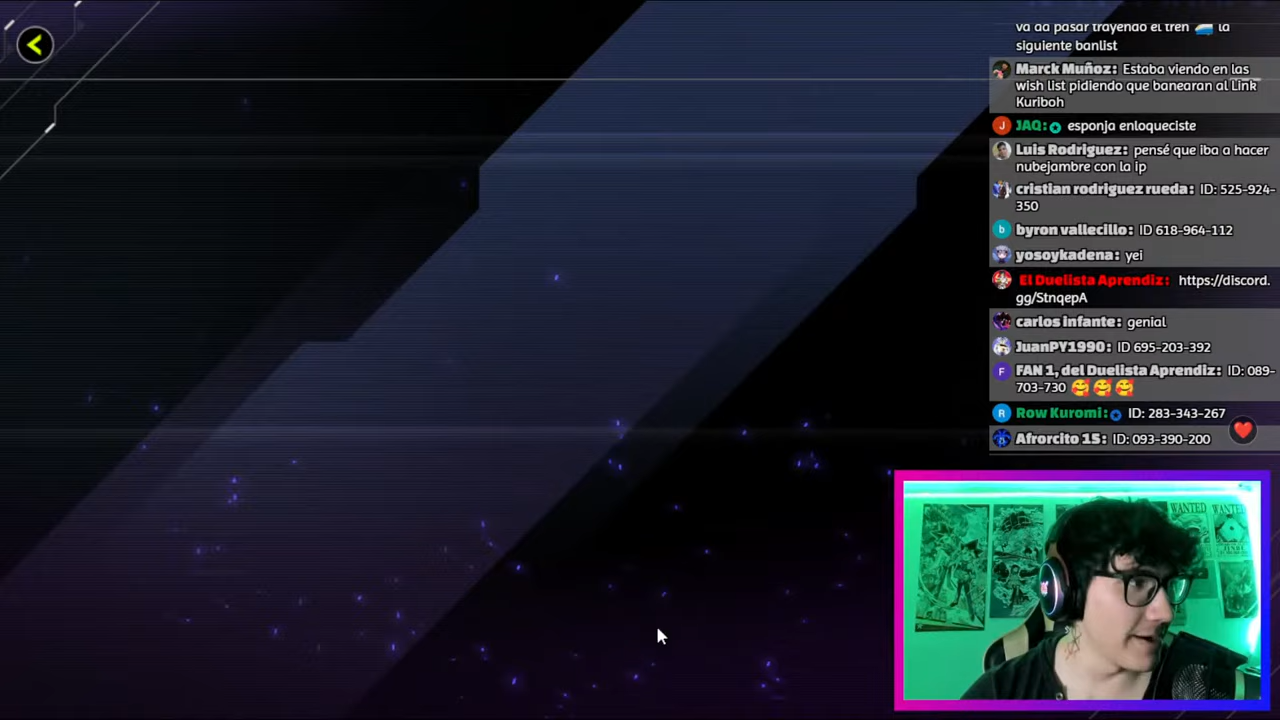 va da pasar trayendo el tren 🚅 la
siguiente banlist
Marck Muñoz: Estaba viendo en las
wish list pidiendo que banearan al Link
Kuriboh
JAQ: esponja enloqueciste
Luis Rodriguez: pensé que iba a hacer
nubejambre con la ip
cristian rodriguez rueda: ID: 525-924-
350
byron vallecillo: ID 618-964-112
yosoykadena: yei
El Duelista Aprendiz: https://discord.
gg/StnqepA
carlos infante: genial
JuanPY1990: ID 695-203-392
FAN 1, del Duelista Aprendiz: ID: 089-
703-730 🥰 🥰 🥰
Row Kuromi: ID: 283-343-267
Afrorcito 15: ID: 093-390-200
WANTED
WANTED